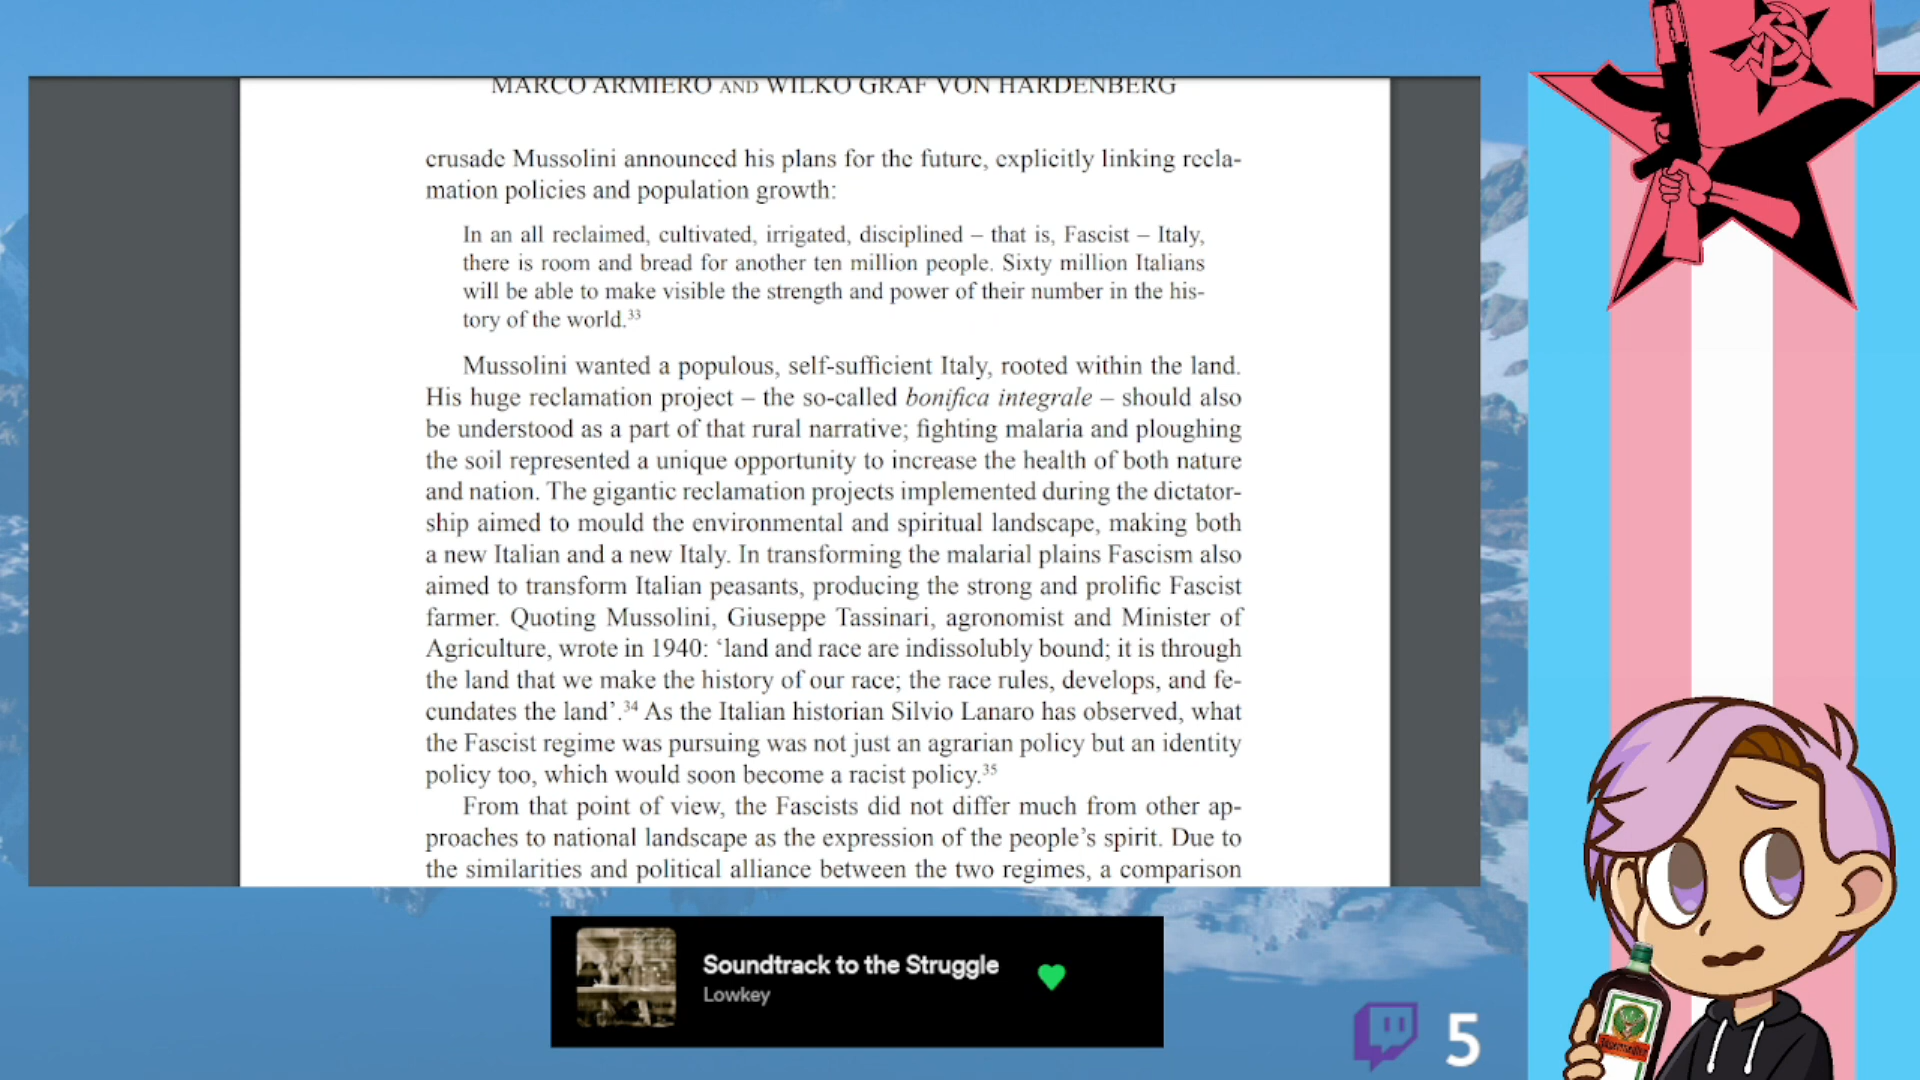 MARCO ARMIERO AND WILKO GRAF VON HARDENBERG
crusade Mussolini announced his plans for the future, explicitly linking recla-
mation policies and population growth:
In an all reclaimed, cultivated, irrigated, disciplined – that is, Fascist – Italy,
there is room and bread for another ten million people. Sixty million Italians
will be able to make visible the strength and power of their number in the his-
tory of the world.33
Mussolini wanted a populous, self-sufficient Italy, rooted within the land.
His huge reclamation project – the so-called bonifica integrale – should also
be understood as a part of that rural narrative; fighting malaria and ploughing
the soil represented a unique opportunity to increase the health of both nature
and nation. The gigantic reclamation projects implemented during the dictator-
ship aimed to mould the environmental and spiritual landscape, making both
a new Italian and a new Italy. In transforming the malarial plains Fascism also
aimed to transform Italian peasants, producing the strong and prolific Fascist
farmer. Quoting Mussolini, Giuseppe Tassinari, agronomist and Minister of
Agriculture, wrote in 1940: ‘land and race are indissolubly bound; it is through
the land that we make the history of our race; the race rules, develops, and fe-
cundates the land’.34 As the Italian historian Silvio Lanaro has observed, what
the Fascist regime was pursuing was not just an agrarian policy but an identity
policy too, which would soon become a racist policy.35
From that point of view, the Fascists did not differ much from other ap-
proaches to national landscape as the expression of the people’s spirit. Due to
the similarities and political alliance between the two regimes, a comparison
Soundtrack to the Struggle
Lowkey
5
Jägermeister